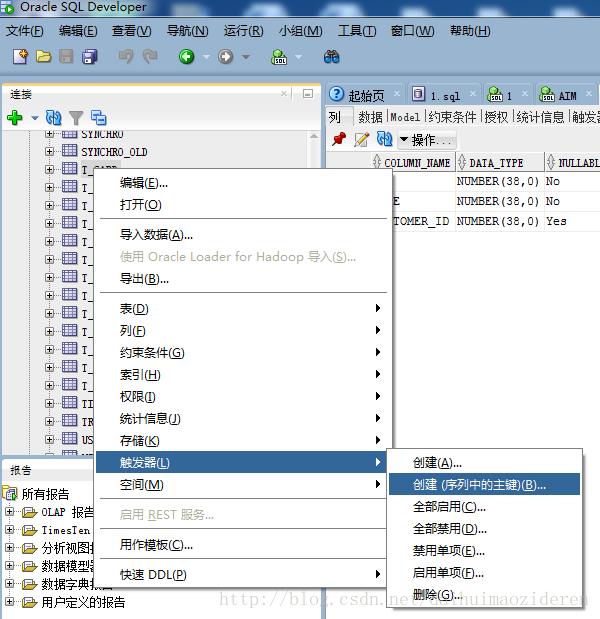 Oracle SQL Developer
文件(F) 编辑(E) 查看(V) 导航(N) 运行(R) 小组(M) 工具(T) 窗口(W) 帮助(H)
连接
起始页 1.sql 1 AIM
列 数据 Model 约束条件 授权 统计信息 触发器
操作...
COLUMN_NAME DATA_TYPE NULLABL
NUMBER(38,0) No
E NUMBER(38,0) No
TOMER_ID NUMBER(38,0) Yes
SYNCHRO
SYNCHRO_OLD
T_CARD
T_
T_
T_
T_
T_
T_
T_
T_
T_
T_
T_
T_
TI
TR
US
编辑(E)...
打开(O)
导入数据(A)...
使用 Oracle Loader for Hadoop 导入(S)...
导出(B)...
表(D)
列(F)
约束条件(G)
索引(H)
权限(I)
统计信息(J)
存储(K)
触发器(L)
空间(M)
启用 REST 服务...
用作模板(C)...
快速 DDL(P)
创建(A)...
创建 (序列中的主键)(B)...
全部启用(C)...
全部禁用(D)...
禁用单项(E)...
启用单项(F)...
删除(G)...
报告
所有报告
OLAP 报告
TimesTen
分析视图
数据模型器
数据字典报告
用户定义的报告